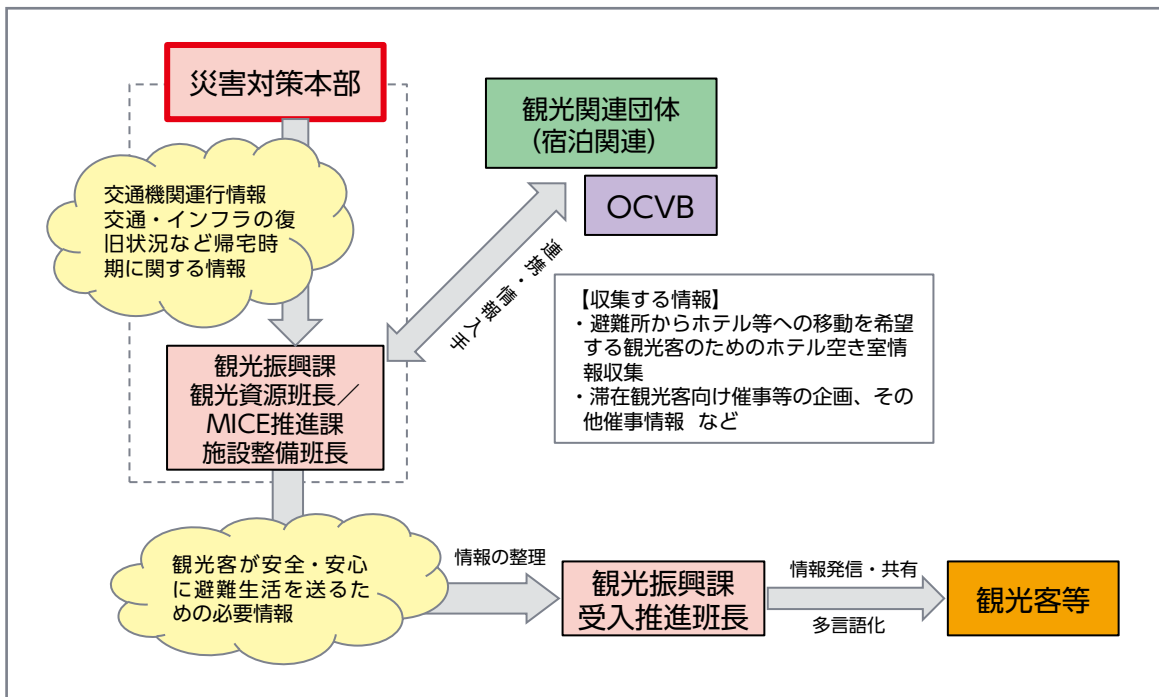 災害対策本部
観光関連団体
(宿泊関連)
OCVB
交通機関運行情報
交通・インフラの復
旧状況など帰宅時
期に関する情報
連携・情報入手
【収集する情報】
・避難所からホテル等への移動を希望
する観光客のためのホテル空き室情
報収集
・滞在観光客向け催事等の企画、その
他催事情報 など
観光振興課
観光資源班長／
MICE推進課
施設整備班長
観光客が安全・安心
に避難生活を送るた
めの必要情報
情報の整理
観光振興課
受入推進班長
情報発信・共有
多言語化
観光客等